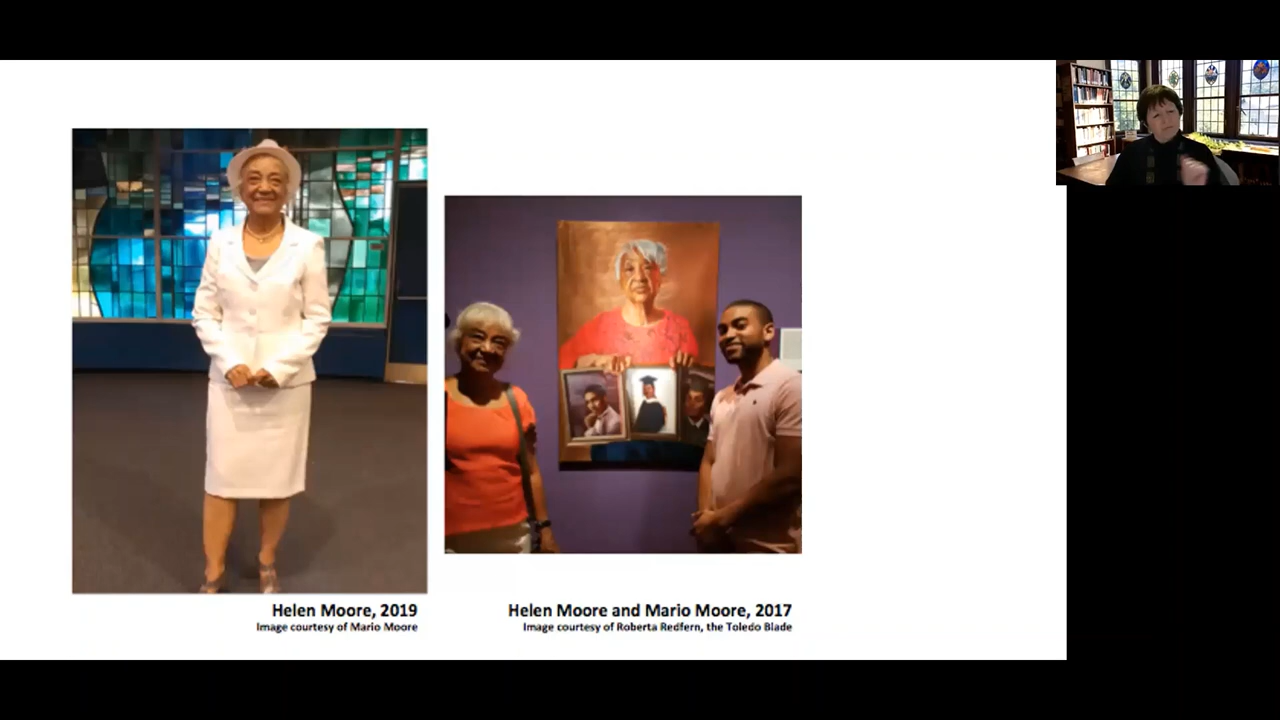 Helen Moore, 2019
Image courtesy of Mario Moore
Helen Moore and Mario Moore, 2017
Image courtesy of Roberta Redfern, the Toledo Blade